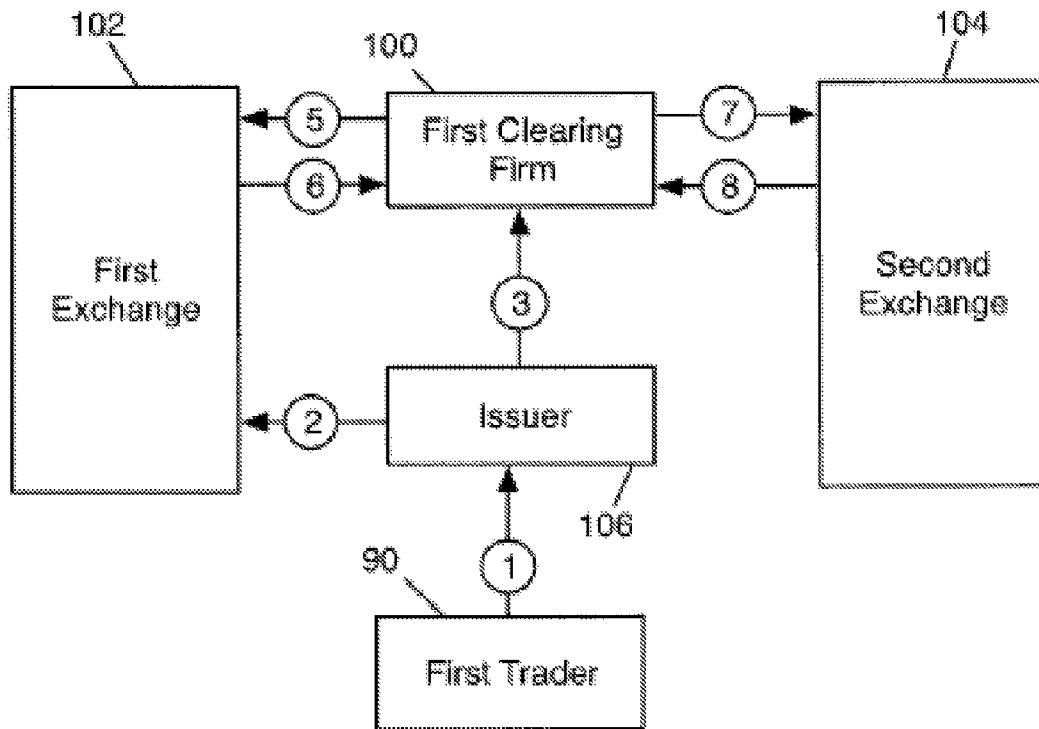 102
100
104
5
First Clearing
Firm
7
6
8
First
Exchange
3
Second
Exchange
2
Issuer
106
90
1
First Trader